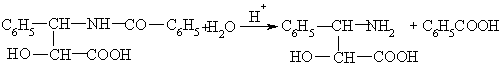 C₆H₅—CH—NH—CO—C₆H₅ + H₂O —H⁺→ C₆H₅—CH—NH₂ + C₆H₅COOH
HO—CH—COOH HO—CH—COOH